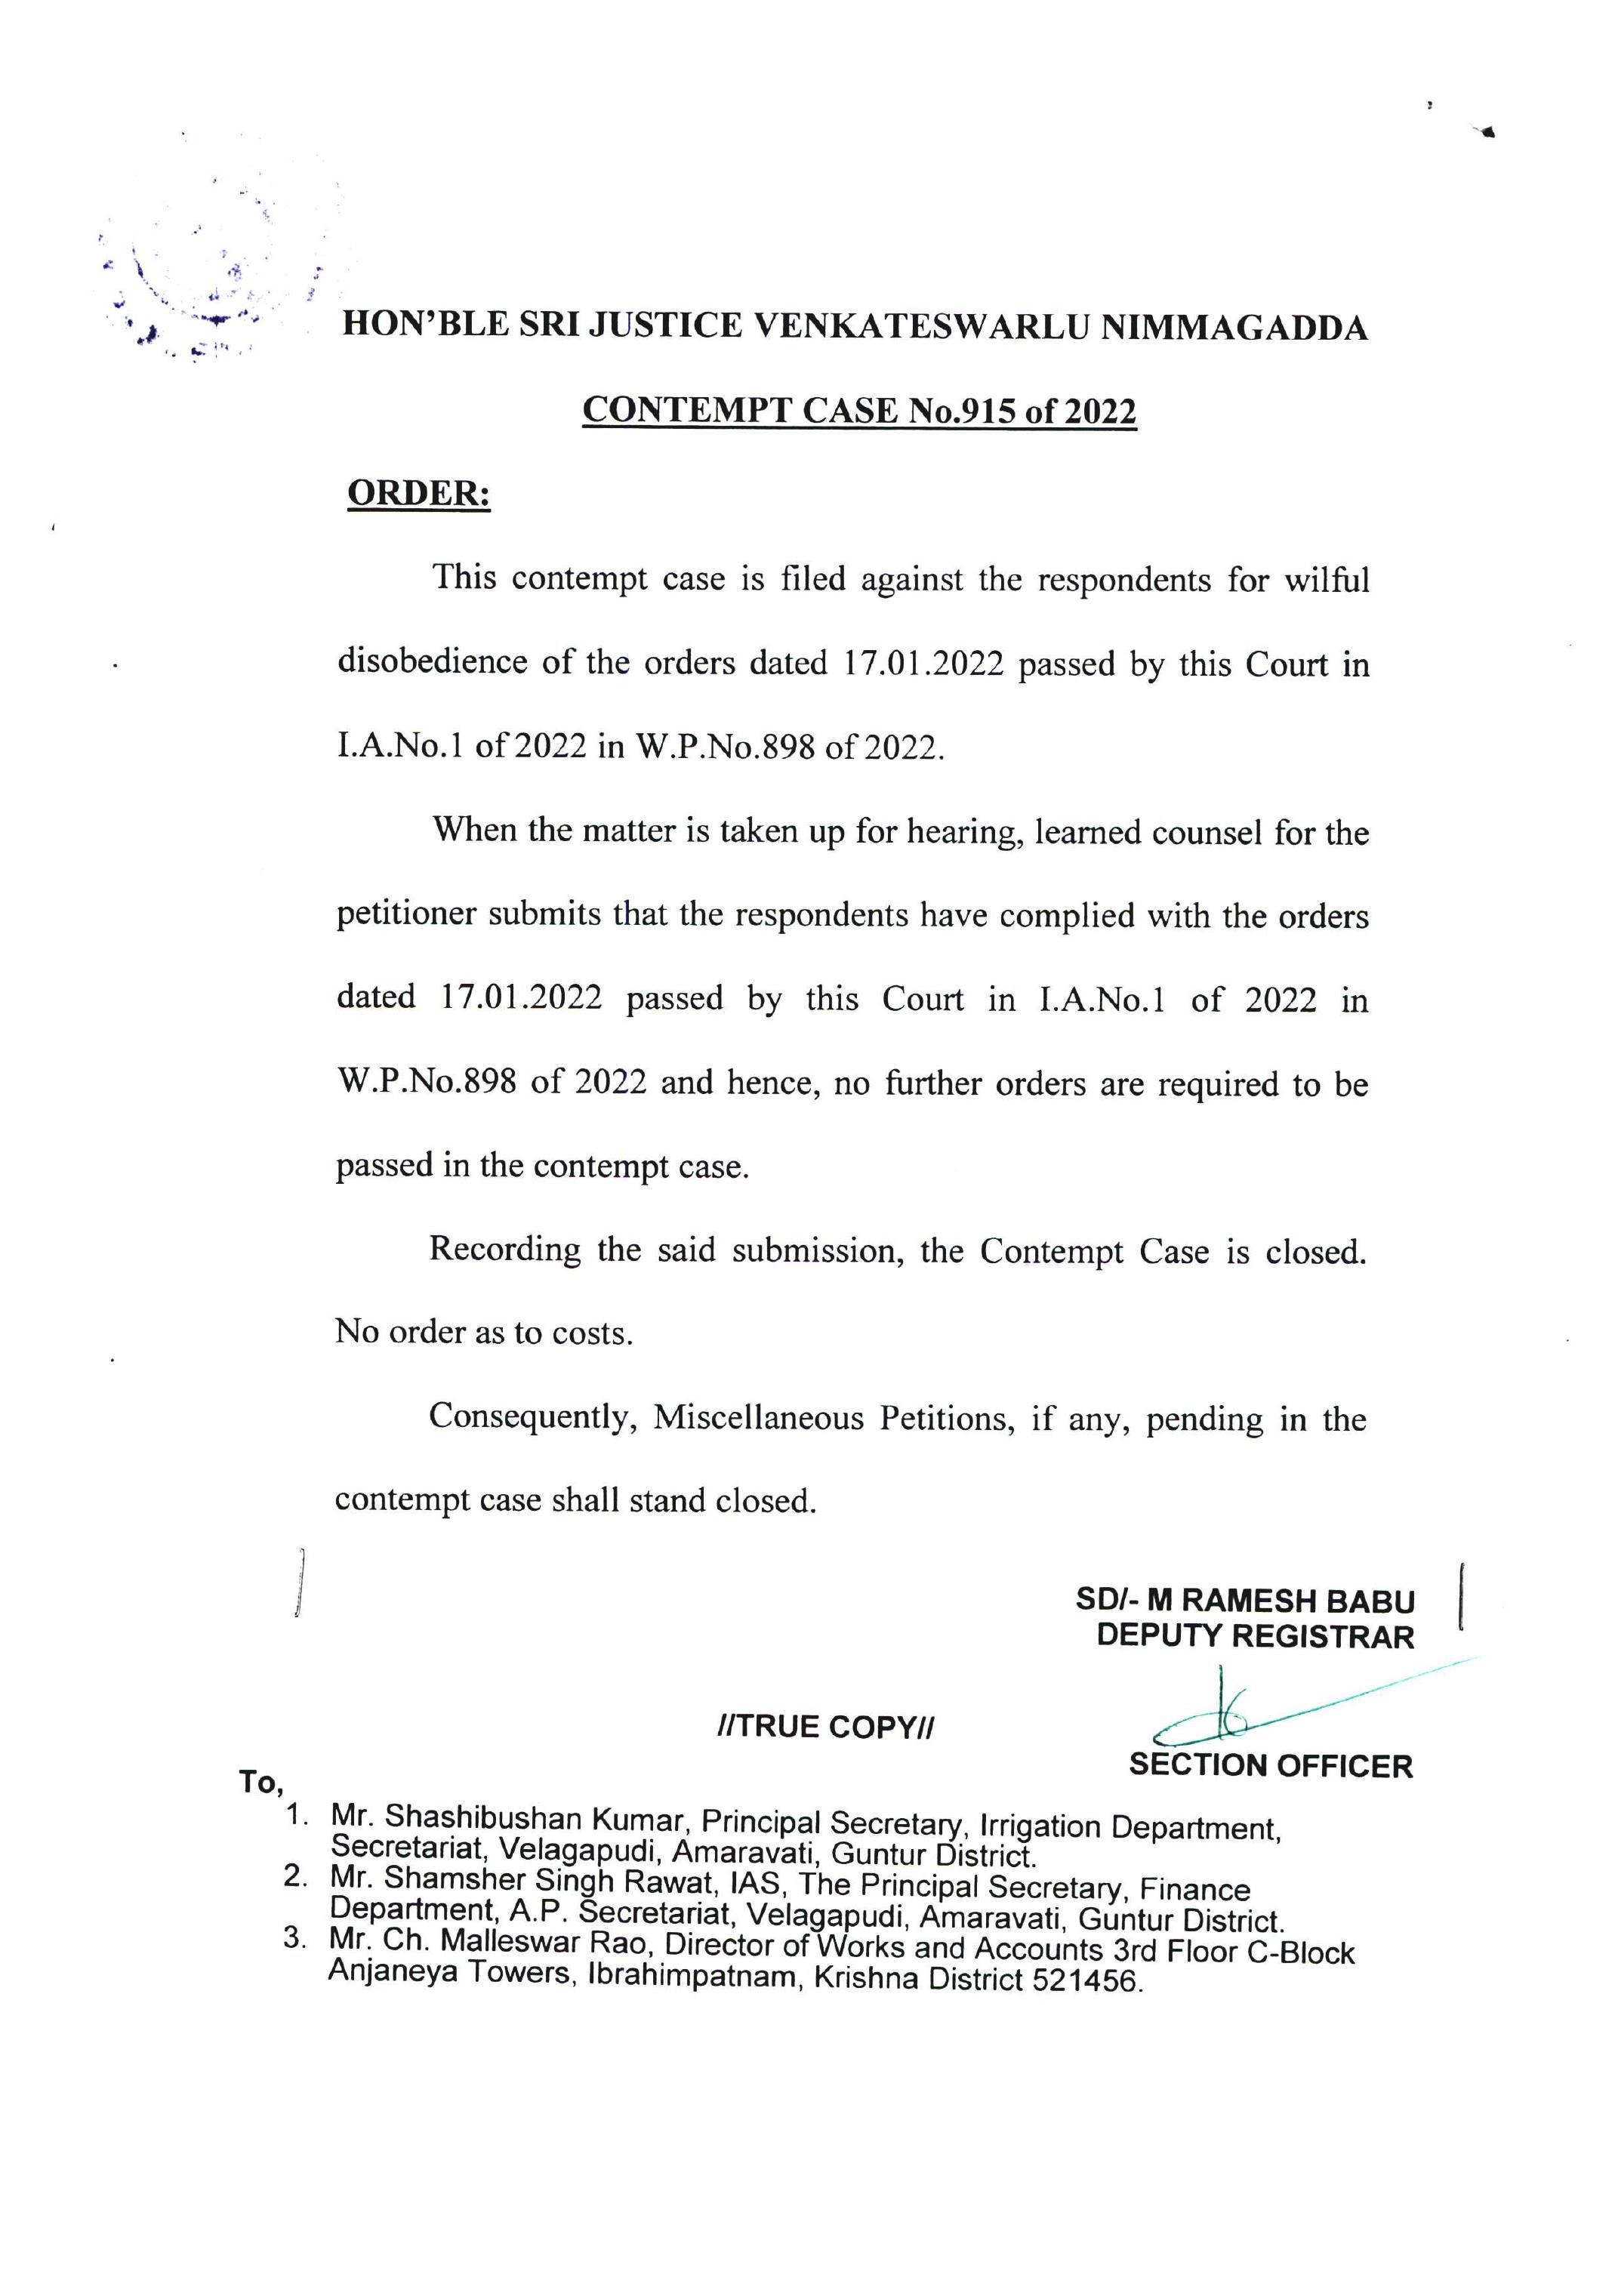 HON'BLE SRI JUSTICE VENKATESWARLU NIMMAGADDA
CONTEMPT CASE No.915 of 2022
ORDER:
This contempt case is filed against the respondents for wilful
disobedience of the orders dated 17.01.2022 passed by this Court in
I.A.No.1 of 2022 in W.P.No.898 of 2022.
When the matter is taken up for hearing, learned counsel for the
petitioner submits that the respondents have complied with the orders
dated 17.01.2022 passed by this Court in I.A.No.1 of 2022 in
W.P.No.898 of 2022 and hence, no further orders are required to be
passed in the contempt case.
Recording the said submission, the Contempt Case is closed.
No order as to costs.
Consequently, Miscellaneous Petitions, if any, pending in the
contempt case shall stand closed.
SD/- M RAMESH BABU
DEPUTY REGISTRAR
//TRUE COPY//
SECTION OFFICER
To,
1. Mr. Shashibushan Kumar, Principal Secretary, Irrigation Department,
Secretariat, Velagapudi, Amaravati, Guntur District.
2. Mr. Shamsher Singh Rawat, IAS, The Principal Secretary, Finance
Department, A.P. Secretariat, Velagapudi, Amaravati, Guntur District.
3. Mr. Ch. Malleswar Rao, Director of Works and Accounts 3rd Floor C-Block
Anjaneya Towers, Ibrahimpatnam, Krishna District 521456.